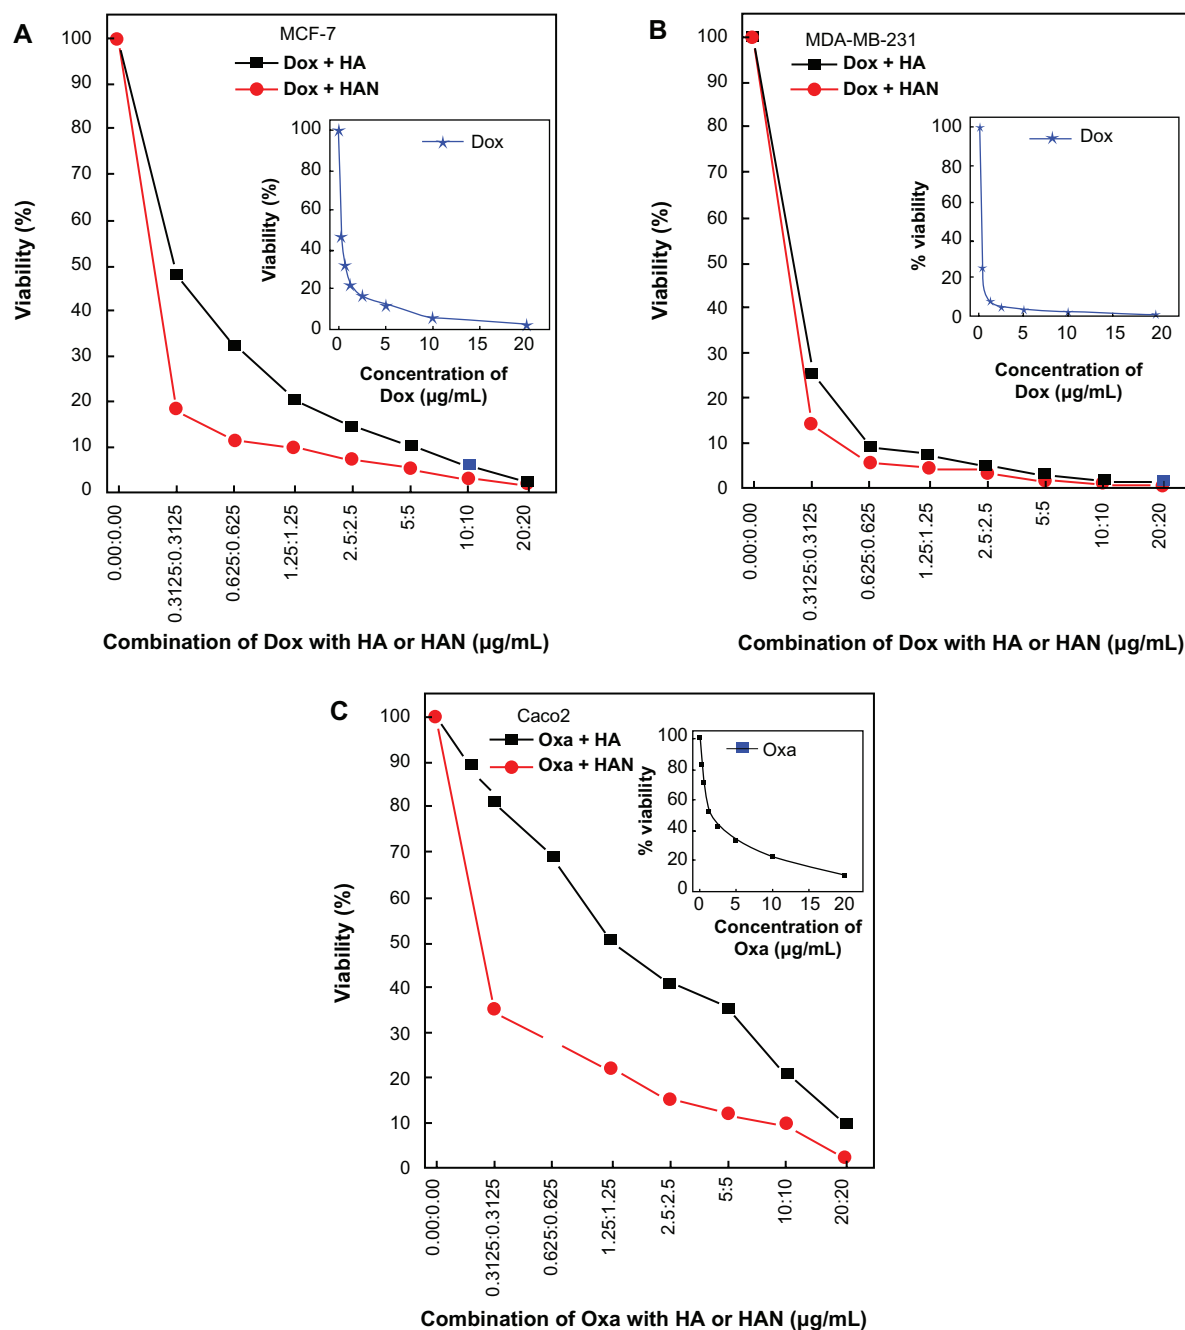 A
MCF-7
Dox + HA
Dox + HAN
Viability (%)
100
90
80
70
60
50
40
30
20
10
0
Dox
Viability (%)
100
80
60
40
20
0
0 5 10 15 20
Concentration of
Dox (µg/mL)
0.00:0.00
0.3125:0.3125
0.625:0.625
1.25:1.25
2.5:2.5
5:5
10:10
20:20
Combination of Dox with HA or HAN (µg/mL)
B
MDA-MB-231
Dox + HA
Dox + HAN
Viability (%)
100
90
80
70
60
50
40
30
20
10
0
Dox
% viability
100
80
60
40
20
0
0 5 10 15 20
Concentration of
Dox (µg/mL)
0.00:0.00
0.3125:0.3125
0.625:0.625
1.25:1.25
2.5:2.5
5:5
10:10
20:20
Combination of Dox with HA or HAN (µg/mL)
C
Caco2
Oxa + HA
Oxa + HAN
Viability (%)
100
90
80
70
60
50
40
30
20
10
0
Oxa
% viability
100
80
60
40
20
0
0 5 10 15 20
Concentration of
Oxa (µg/mL)
0.00:0.00
0.3125:0.3125
0.625:0.625
1.25:1.25
2.5:2.5
5:5
10:10
20:20
Combination of Oxa with HA or HAN (µg/mL)